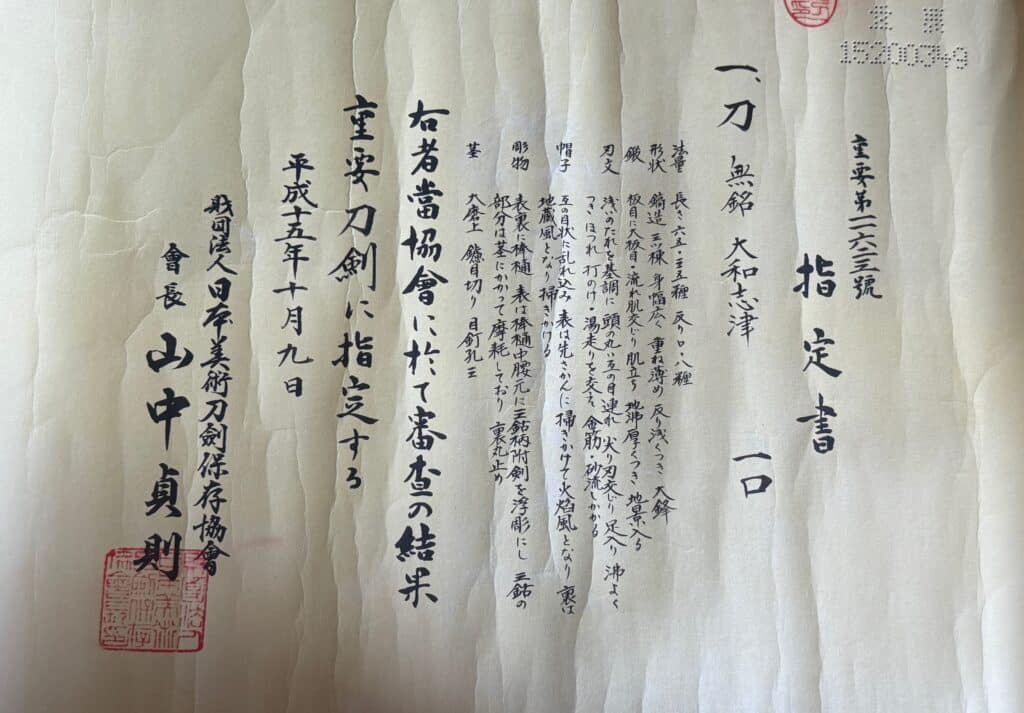 15200349
重要第一一六二三號
指定書
一、刀 無銘 大和志津 一口
法量 長さ六五・三五糎 反り〇・八糎
形状 鎬造 三ツ棟 身幅広く 重ね薄め 反り浅くつき 大鋒
鍛 板目に大板目・流れ肌交じり 肌立ち 地沸厚くつき 地景入る
刃文 浅いのたれを基調に 頭の丸い互の目連れ 尖り刃交じり 足入り 沸よく
つき ほつれ 打のけ・湯走りを交え 金筋・砂流しかかる
帽子 互の目状に乱れ込み 表は先さかんに掃きかけて火焔風となり 裏は
地蔵風となり掃きかける
彫物 表裏に棒樋 表は棒樋中腰元に三鈷柄附剣を浮彫にし 三鈷の
部分は茎にかかって摩耗しており 裏丸止め
茎 大磨上 鑢目切り 目釘孔三
右者當協會に於て審査の結果
重要刀劍に指定する
平成十五年十月九日
財団法人日本美術刀劍保存協會
會長 山中貞則